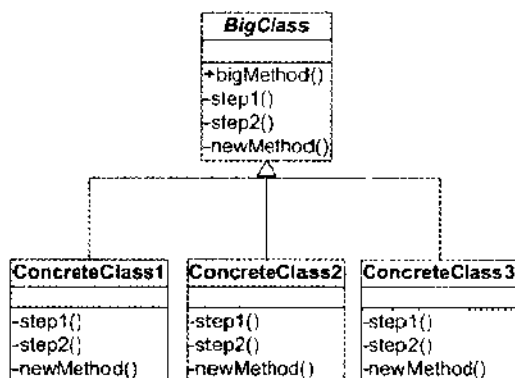 BigClass
+bigMethod()
-step1()
-step2()
-newMethod()
ConcreteClass1
-step1()
-step2()
-newMethod()
ConcreteClass2
-step1()
-step2()
-newMethod()
ConcreteClass3
-step1()
-step2()
-newMethod()